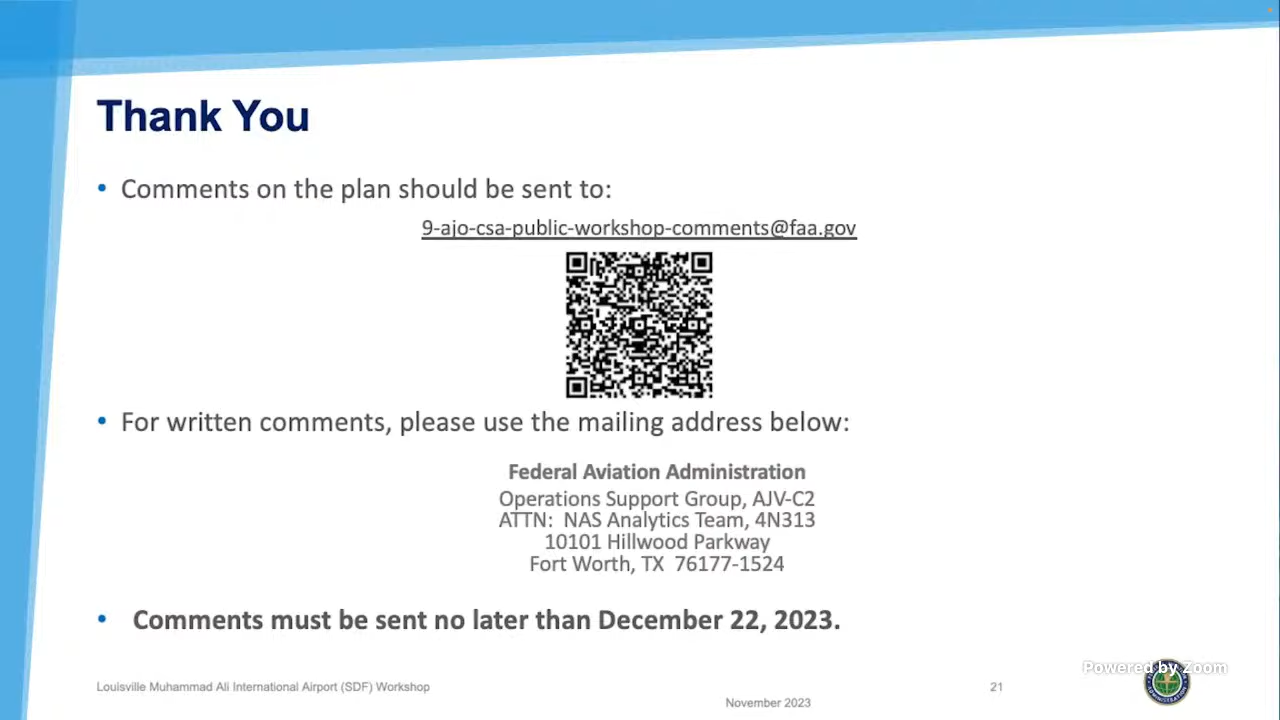 Thank You
• Comments on the plan should be sent to:
9-ajo-csa-public-workshop-comments@faa.gov
• For written comments, please use the mailing address below:
Federal Aviation Administration
Operations Support Group, AJV-C2
ATTN: NAS Analytics Team, 4N313
10101 Hillwood Parkway
Fort Worth, TX 76177-1524
• Comments must be sent no later than December 22, 2023.
Powered by Zoom
Louisville Muhammad Ali International Airport (SDF) Workshop
21
November 2023